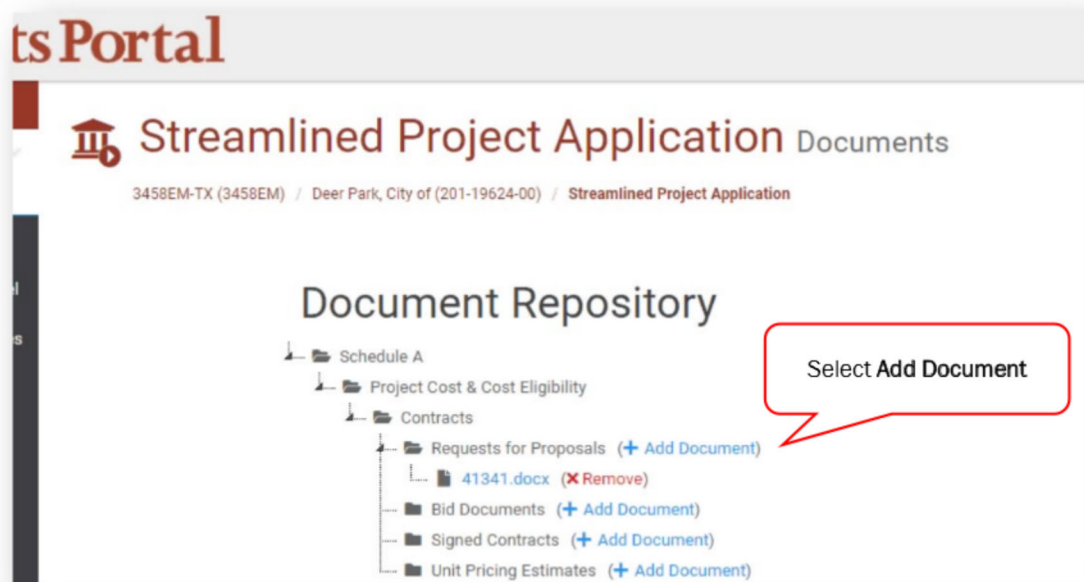 ts Portal
Streamlined Project Application Documents
3458EM-TX (3458EM) / Deer Park, City of (201-19624-00) / Streamlined Project Application
Document Repository
Schedule A
Select Add Document
Project Cost & Cost Eligibility
Contracts
Requests for Proposals (+ Add Document)
41341.docx (✕ Remove)
Bid Documents (+ Add Document)
Signed Contracts (+ Add Document)
Unit Pricing Estimates (+ Add Document)